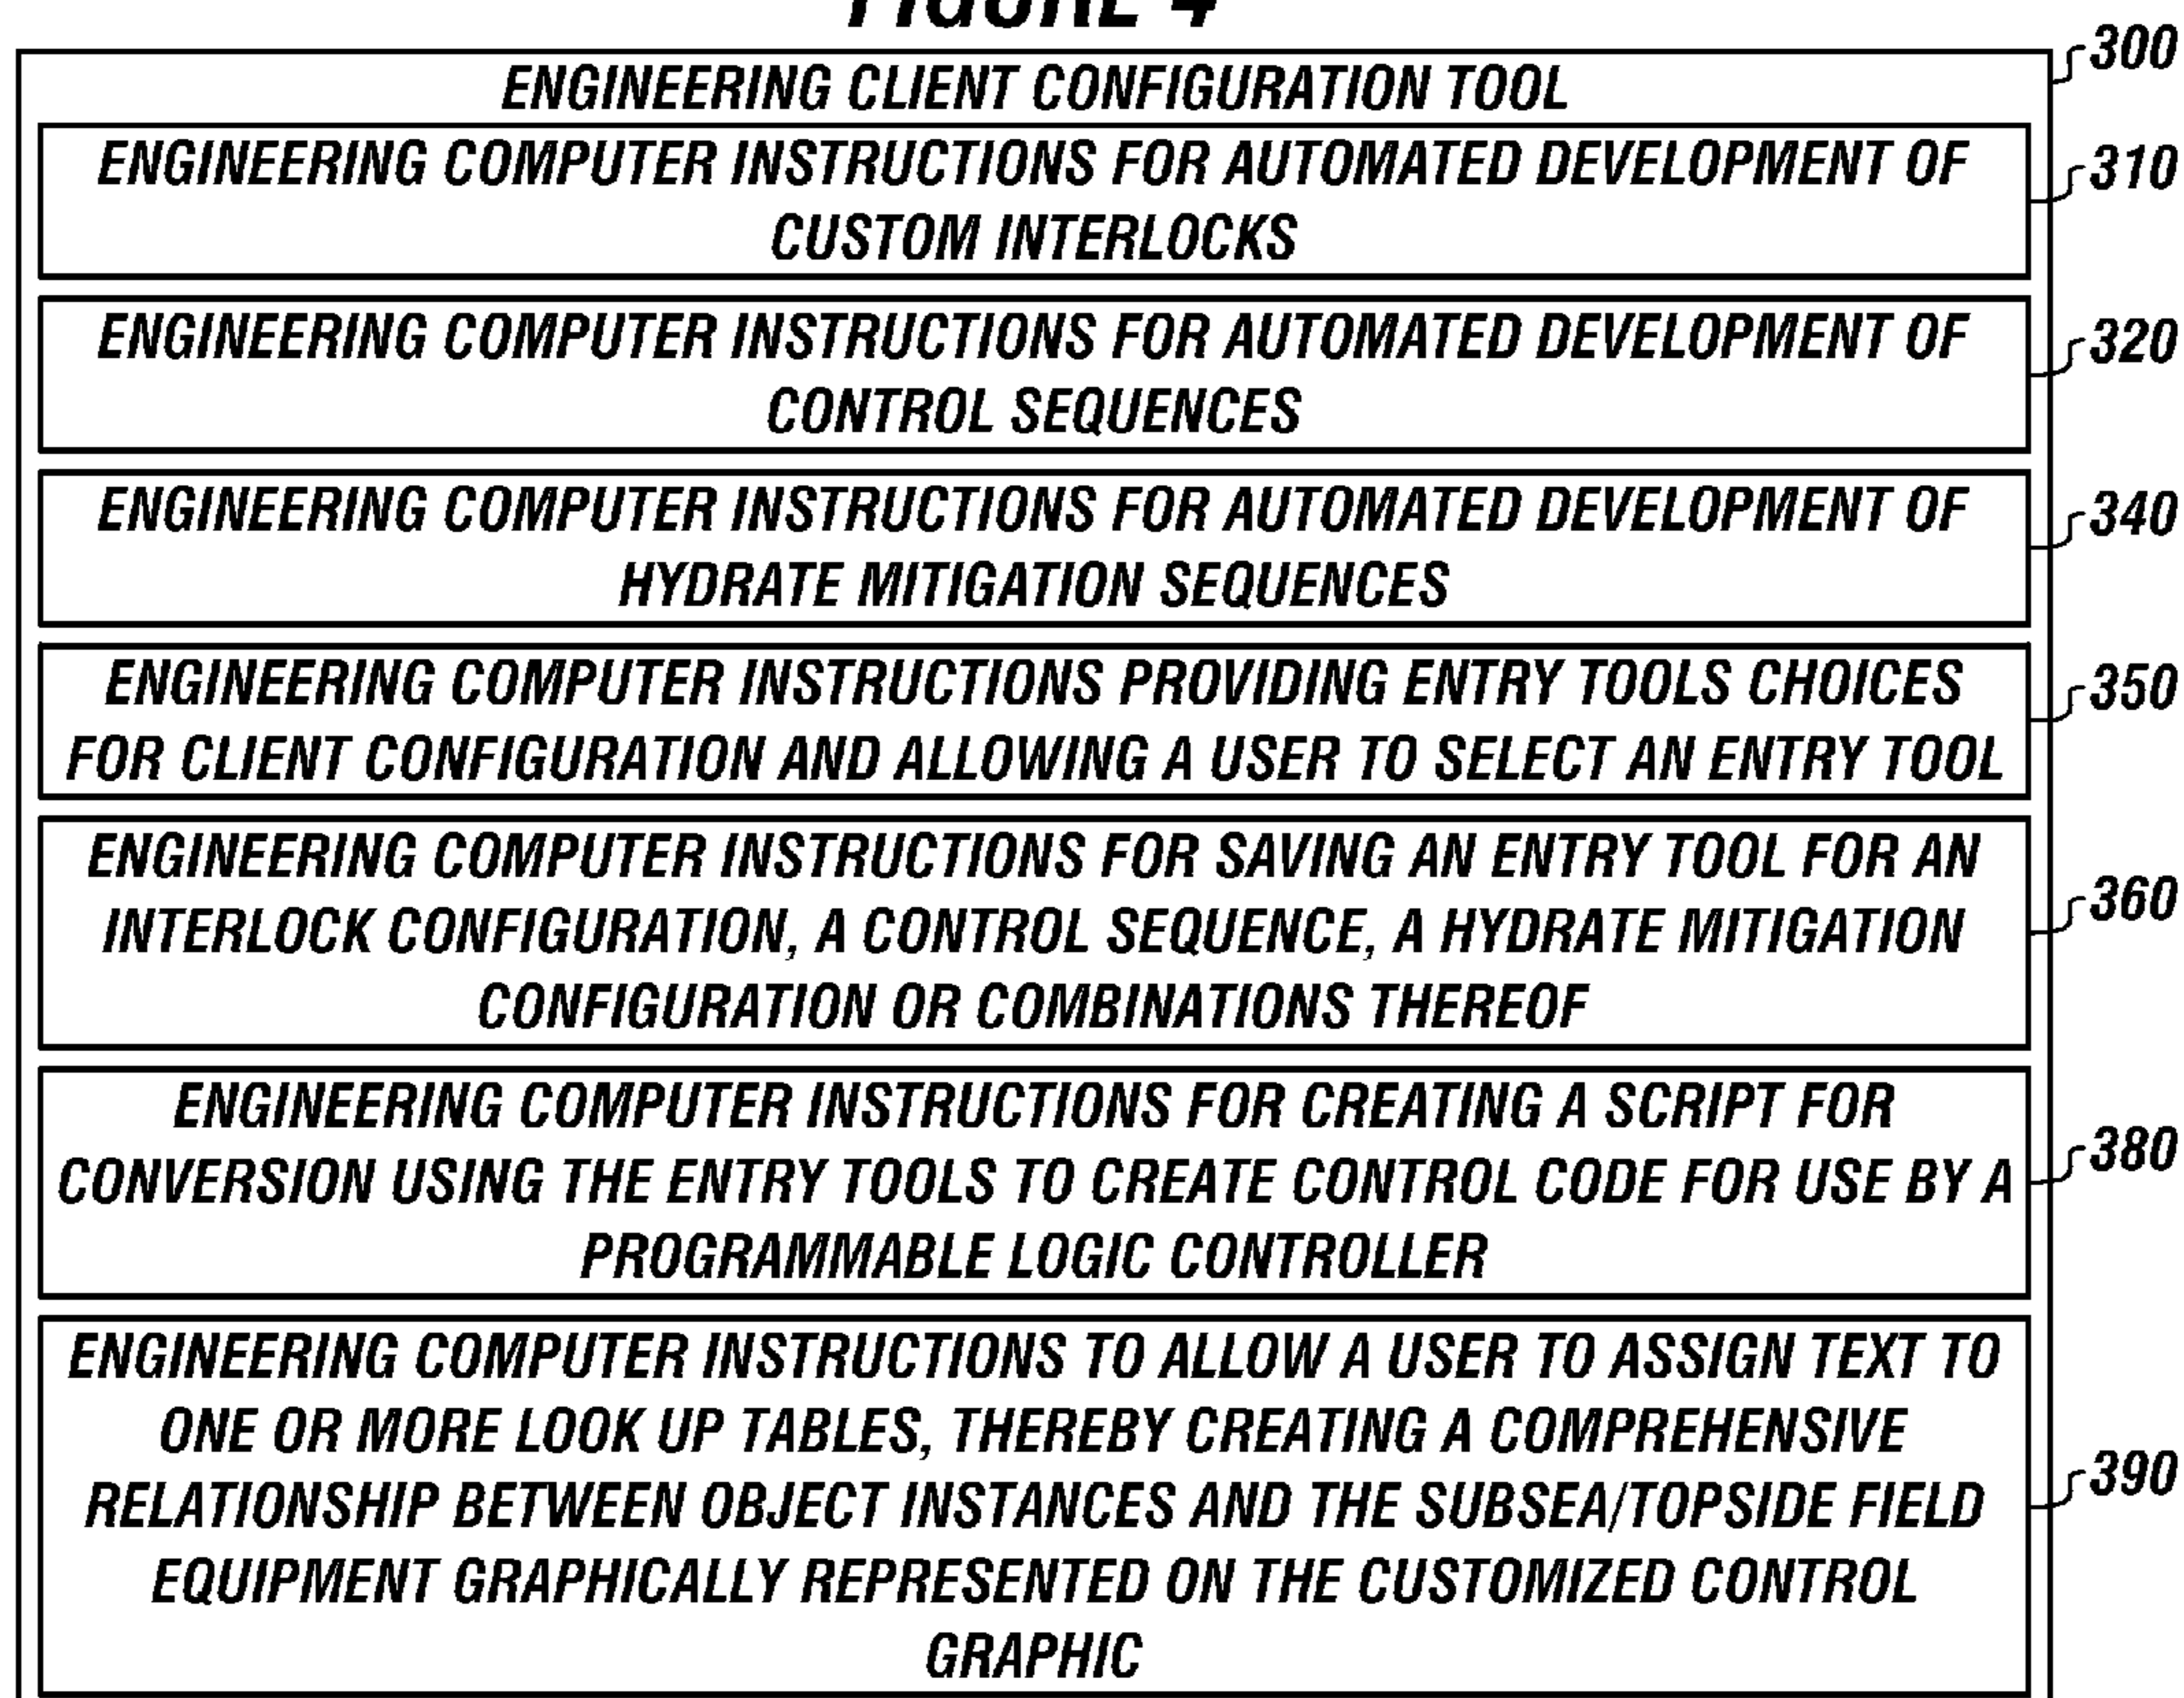 FIGURE 4
300
ENGINEERING CLIENT CONFIGURATION TOOL
ENGINEERING COMPUTER INSTRUCTIONS FOR AUTOMATED DEVELOPMENT OF
CUSTOM INTERLOCKS
310
ENGINEERING COMPUTER INSTRUCTIONS FOR AUTOMATED DEVELOPMENT OF
CONTROL SEQUENCES
320
ENGINEERING COMPUTER INSTRUCTIONS FOR AUTOMATED DEVELOPMENT OF
HYDRATE MITIGATION SEQUENCES
340
ENGINEERING COMPUTER INSTRUCTIONS PROVIDING ENTRY TOOLS CHOICES
FOR CLIENT CONFIGURATION AND ALLOWING A USER TO SELECT AN ENTRY TOOL
350
ENGINEERING COMPUTER INSTRUCTIONS FOR SAVING AN ENTRY TOOL FOR AN
INTERLOCK CONFIGURATION, A CONTROL SEQUENCE, A HYDRATE MITIGATION
CONFIGURATION OR COMBINATIONS THEREOF
360
ENGINEERING COMPUTER INSTRUCTIONS FOR CREATING A SCRIPT FOR
CONVERSION USING THE ENTRY TOOLS TO CREATE CONTROL CODE FOR USE BY A
PROGRAMMABLE LOGIC CONTROLLER
380
ENGINEERING COMPUTER INSTRUCTIONS TO ALLOW A USER TO ASSIGN TEXT TO
ONE OR MORE LOOK UP TABLES, THEREBY CREATING A COMPREHENSIVE
RELATIONSHIP BETWEEN OBJECT INSTANCES AND THE SUBSEA/TOPSIDE FIELD
EQUIPMENT GRAPHICALLY REPRESENTED ON THE CUSTOMIZED CONTROL
GRAPHIC
390